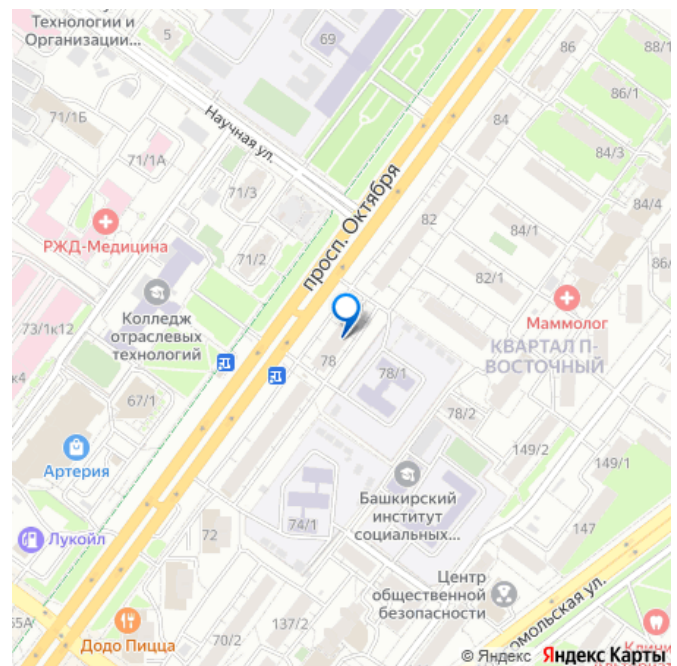 Технологии и
Организации...
5
69
86
88/1
86/1
71/1Б
Научная ул.
84
71/1А
84/3
71/3
просп. Октября
84/4
РЖД-Медицина
82
84/1
71/2
82/1
86/
Колледж
отраслевых
технологий
Маммолог
73/1к12
КВАРТАЛ П-
ВОСТОЧНЫЙ
к4
78
78/1
67/1
78/2
Артерия
149/2
149/1
Башкирский
институт
социальных...
Лукойл
72
74/1
147
Центр
общественной
безопасности
омольская ул.
55А
Додо Пицца
70/2
137/2
© Яндекс Яндекс Карты